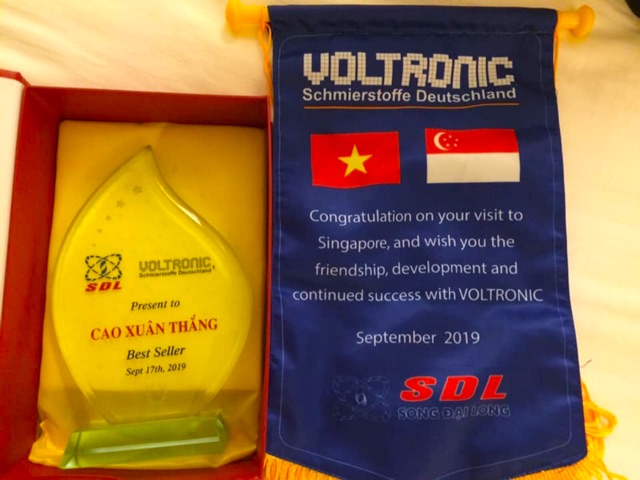 SDL
VOLTRONIC
Schmierstoffe Deutschland
Present to
CAO XUÂN THẮNG
Best Seller
Sept 17th, 2019
VOLTRONIC
Schmierstoffe Deutschland
Congratulation on your visit to
Singapore, and wish you the
friendship, development and
continued success with VOLTRONIC
September 2019
SDL
SONG ĐẠI LONG